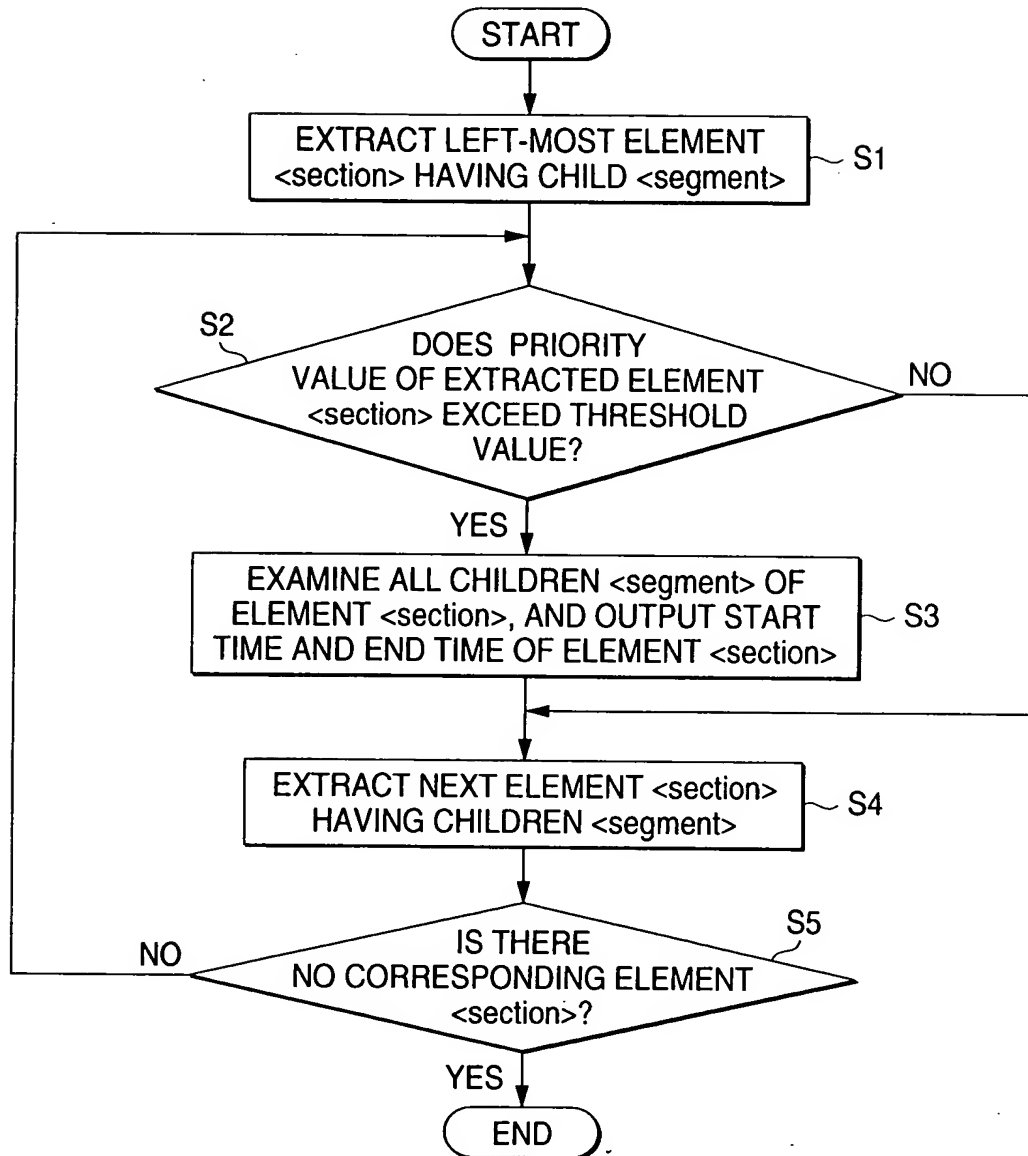 START
EXTRACT LEFT-MOST ELEMENT
<section> HAVING CHILD <segment>
S1
S2
DOES PRIORITY
VALUE OF EXTRACTED ELEMENT
<section> EXCEED THRESHOLD
VALUE?
NO
YES
EXAMINE ALL CHILDREN <segment> OF
ELEMENT <section>, AND OUTPUT START
TIME AND END TIME OF ELEMENT <section>
S3
EXTRACT NEXT ELEMENT <section>
HAVING CHILDREN <segment>
S4
S5
NO
IS THERE
NO CORRESPONDING ELEMENT
<section>?
YES
END